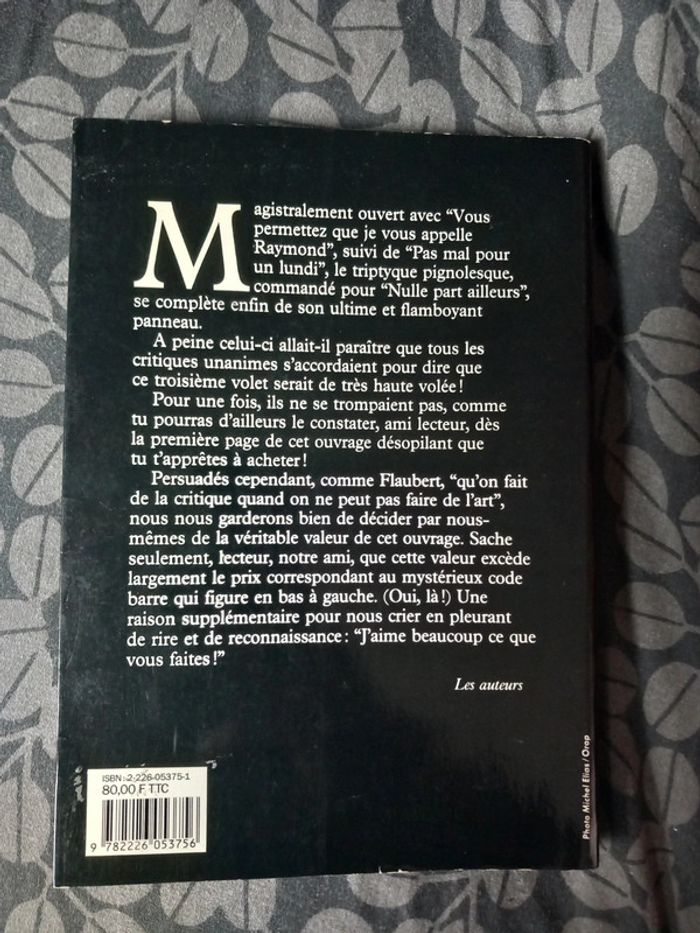 Magistralement ouvert avec “Vous
permettez que je vous appelle
Raymond”, suivi de “Pas mal pour
un lundi”, le triptyque pignolesque,
commandé pour “Nulle part ailleurs”,
se complète enfin de son ultime et flamboyant
panneau.
A peine celui-ci allait-il paraître que tous les
critiques unanimes s’accordaient pour dire que
ce troisième volet serait de très haute volée !
Pour une fois, ils ne se trompaient pas, comme
tu pourras d’ailleurs le constater, ami lecteur, dès
la première page de cet ouvrage désopilant que
tu t’apprêtes à acheter !
Persuadés cependant, comme Flaubert, “qu’on fait
de la critique quand on ne peut pas faire de l’art”,
nous nous garderons bien de décider par nous-
mêmes de la véritable valeur de cet ouvrage. Sache
seulement, lecteur, notre ami, que cette valeur excède
largement le prix correspondant au mystérieux code
barre qui figure en bas à gauche. (Oui, là !) Une
raison supplémentaire pour nous crier en pleurant
de rire et de reconnaissance : “J’aime beaucoup ce que
vous faites !”
Les auteurs
ISBN : 2-226-05375-1
80,00 F TTC
9 782226 053756
Photo Michel Elias / Orop